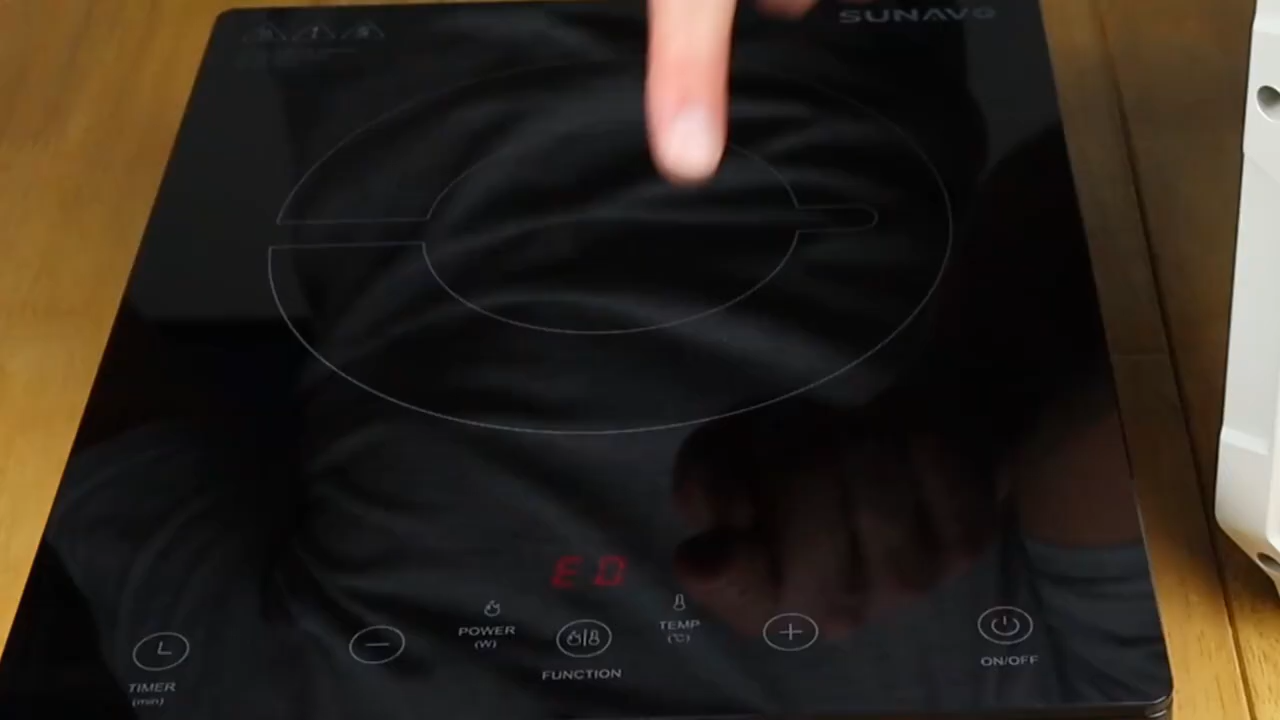 SUNAVO
E0
POWER
(W)
TEMP
(℃)
TIMER
(min)
FUNCTION
ON/OFF